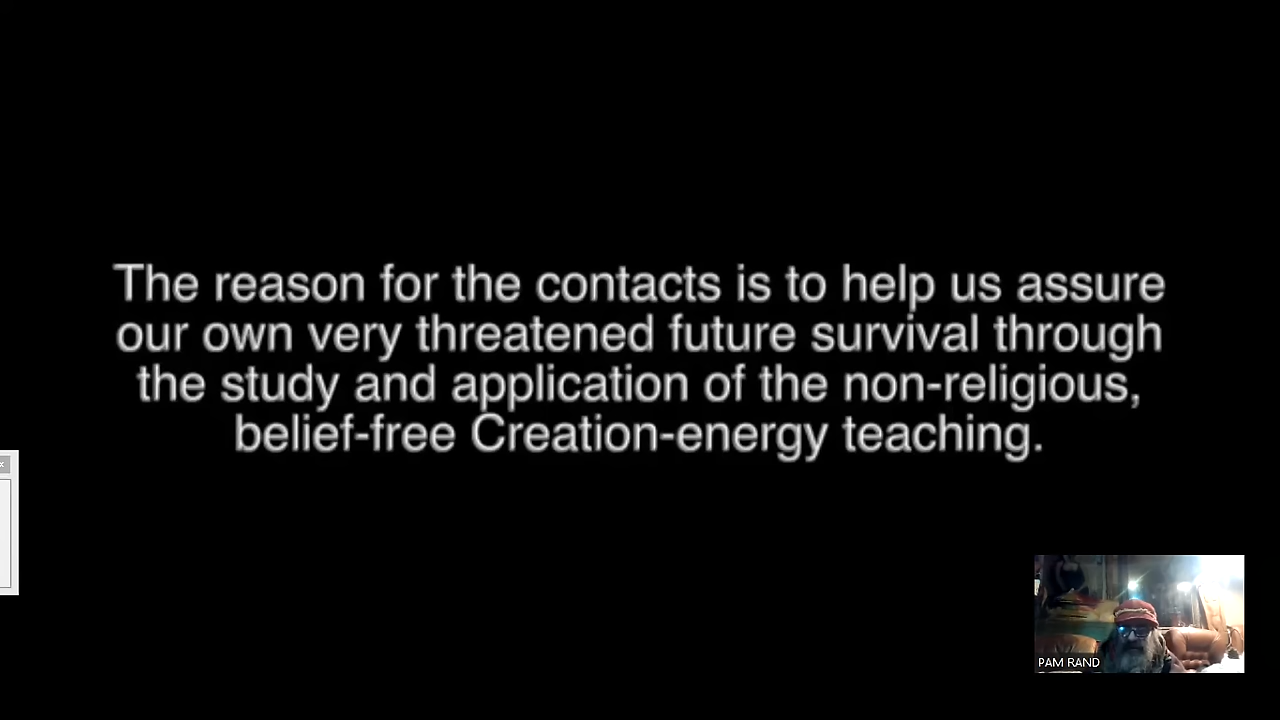 The reason for the contacts is to help us assure
our own very threatened future survival through
the study and application of the non-religious,
belief-free Creation-energy teaching.
PAM RAND